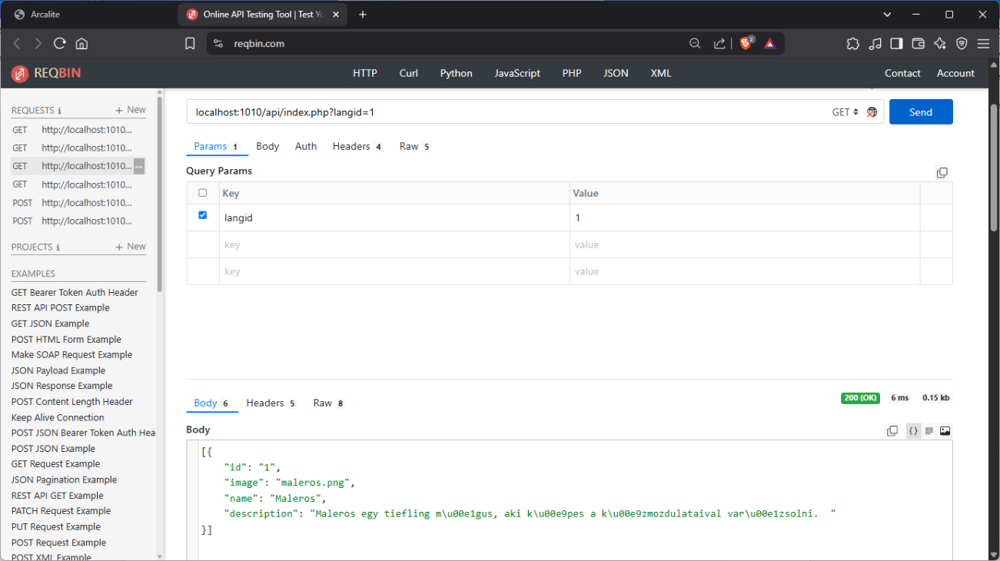 Arcalite
Online API Testing Tool | Test Yo
reqbin.com
2
REQBIN
HTTP Curl Python JavaScript PHP JSON XML
Contact Account
REQUESTS + New
GET http://localhost:1010...
GET http://localhost:1010...
GET http://localhost:1010...
GET http://localhost:1010...
POST http://localhost:1010...
POST http://localhost:1010...
PROJECTS + New
EXAMPLES
GET Bearer Token Auth Header
REST API POST Example
GET JSON Example
POST HTML Form Example
Make SOAP Request Example
JSON Payload Example
JSON Response Example
POST Content Length Header
Keep Alive Connection
POST JSON Bearer Token Auth Hea
POST JSON Example
GET Request Example
JSON Pagination Example
REST API GET Example
PATCH Request Example
PUT Request Example
POST Request Example
POST XML Example
localhost:1010/api/index.php?langid=1 GET Send
Params 1 Body Auth Headers 4 Raw 5
Query Params
Key Value
langid 1
key value
key value
Body 6 Headers 5 Raw 8
200 (OK) 6 ms 0.15 kb
Body
[{
"id": "1",
"image": "maleros.png",
"name": "Maleros",
"description": "Maleros egy tiefling m\u00e1gus, aki k\u00e9pes a k\u00e9zmozdulataival var\u00e1zsolni.  "
}]